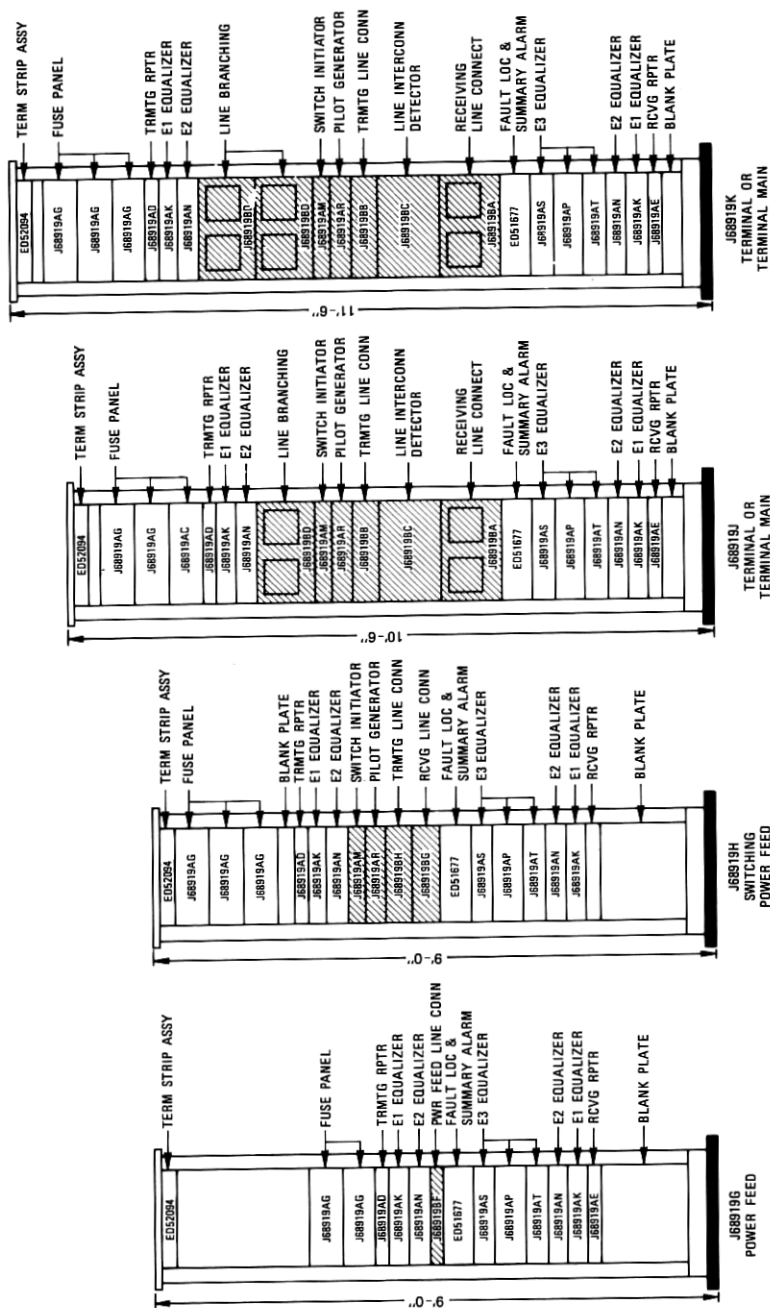 TERM STRIP ASSY
FUSE PANEL
TRMTG RPTR
E1 EQUALIZER
E2 EQUALIZER
PWR FEED LINE CONN
FAULT LOC &
SUMMARY ALARM
E3 EQUALIZER
E2 EQUALIZER
E1 EQUALIZER
RCVG RPTR
BLANK PLATE
ED52094
J68919AG
J68919AG
J68919AD
J68919AK
J68919AN
J68919BF
ED51677
J68919AS
J68919AP
J68919AT
J68919AN
J68919AK
J68919AE
9'-0"
J68919G
POWER FEED
TERM STRIP ASSY
FUSE PANEL
BLANK PLATE
TRMTG RPTR
E1 EQUALIZER
E2 EQUALIZER
SWITCH INITIATOR
PILOT GENERATOR
TRMTG LINE CONN
RCVG LINE CONN
FAULT LOC &
SUMMARY ALARM
E3 EQUALIZER
E2 EQUALIZER
E1 EQUALIZER
RCVG RPTR
BLANK PLATE
ED52094
J68919AG
J68919AG
J68919AG
J68919AD
J68919AK
J68919AN
J68919AM
J68919AR
J68919BH
J68919BG
ED51677
J68919AS
J68919AP
J68919AT
J68919AN
J68919AK
9'-0"
J68919H
SWITCHING
POWER FEED
TERM STRIP ASSY
FUSE PANEL
TRMTG RPTR
E1 EQUALIZER
E2 EQUALIZER
LINE BRANCHING
SWITCH INITIATOR
PILOT GENERATOR
TRMTG LINE CONN
LINE INTERCONN
DETECTOR
RECEIVING
LINE CONNECT
FAULT LOC &
SUMMARY ALARM
E3 EQUALIZER
E2 EQUALIZER
E1 EQUALIZER
RCVG RPTR
BLANK PLATE
ED52094
J68919AG
J68919AG
J68919AC
J68919AD
J68919AK
J68919AN
J68919BD
J68919AM
J68919AR
J68919BB
J68919BC
J68919BA
ED51677
J68919AS
J68919AP
J68919AT
J68919AN
J68919AK
J68919AE
10'-6"
J68919J
TERMINAL OR
TERMINAL MAIN
TERM STRIP ASSY
FUSE PANEL
TRMTG RPTR
E1 EQUALIZER
E2 EQUALIZER
LINE BRANCHING
SWITCH INITIATOR
PILOT GENERATOR
TRMTG LINE CONN
LINE INTERCONN
DETECTOR
RECEIVING
LINE CONNECT
FAULT LOC &
SUMMARY ALARM
E3 EQUALIZER
E2 EQUALIZER
E1 EQUALIZER
RCVG RPTR
BLANK PLATE
ED52094
J68919AG
J68919AG
J68919AG
J68919AD
J68919AK
J68919AN
J68919BD
J68919BD
J68919AM
J68919AR
J68919BB
J68919BC
J68919BA
ED51677
J68919AS
J68919AP
J68919AT
J68919AN
J68919AK
J68919AE
11'-6"
J68919K
TERMINAL OR
TERMINAL MAIN